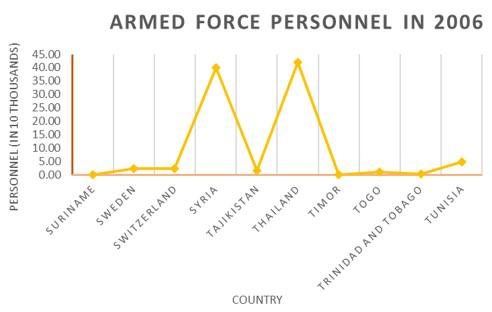 ARMED FORCE PERSONNEL IN 2006
PERSONNEL (IN 10 THOUSANDS)
45.00
40.00
35.00
30.00
25.00
20.00
15.00
10.00
5.00
0.00
SURINAME
SWEDEN
SWITZERLAND
SYRIA
TAJIKISTAN
THAILAND
TIMOR
TOGO
TRINIDAD AND TOBAGO
TUNISIA
COUNTRY